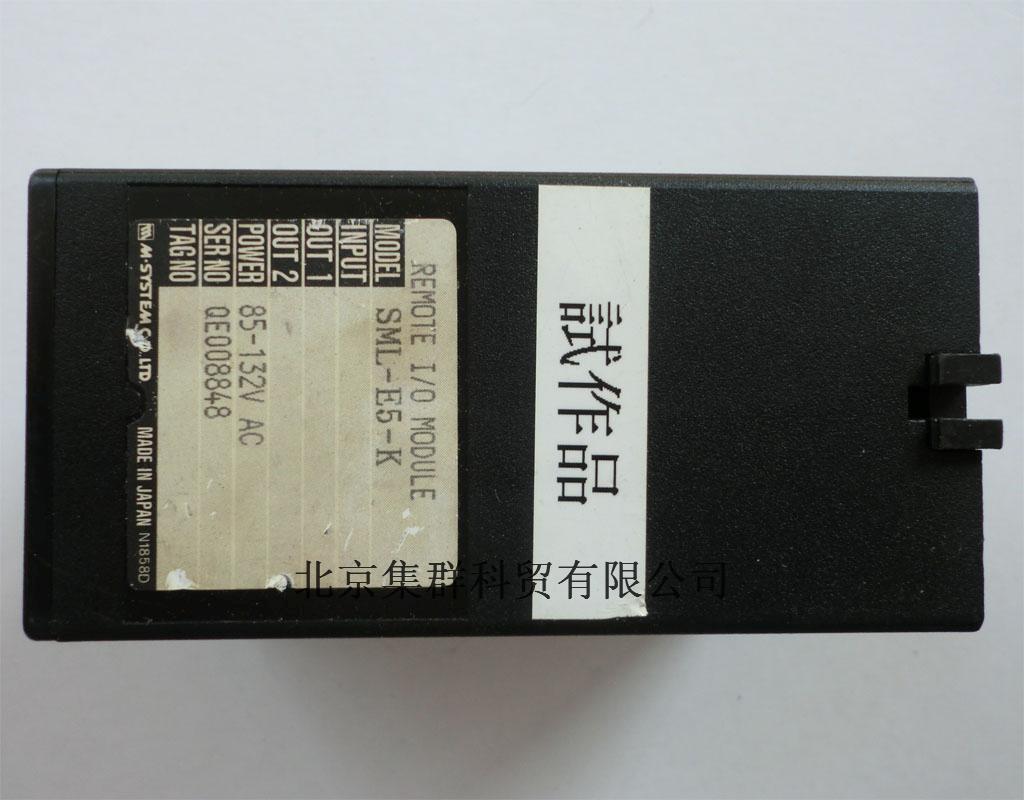 REMOTE I/O MODULE
MODEL SML-E5-K
INPUT
OUT 1
OUT 2
POWER 85-132V AC
SER NO QE008848
TAG NO
M-SYSTEM CO.,LTD. MADE IN JAPAN N1858D
試作品
北京集群科贸有限公司